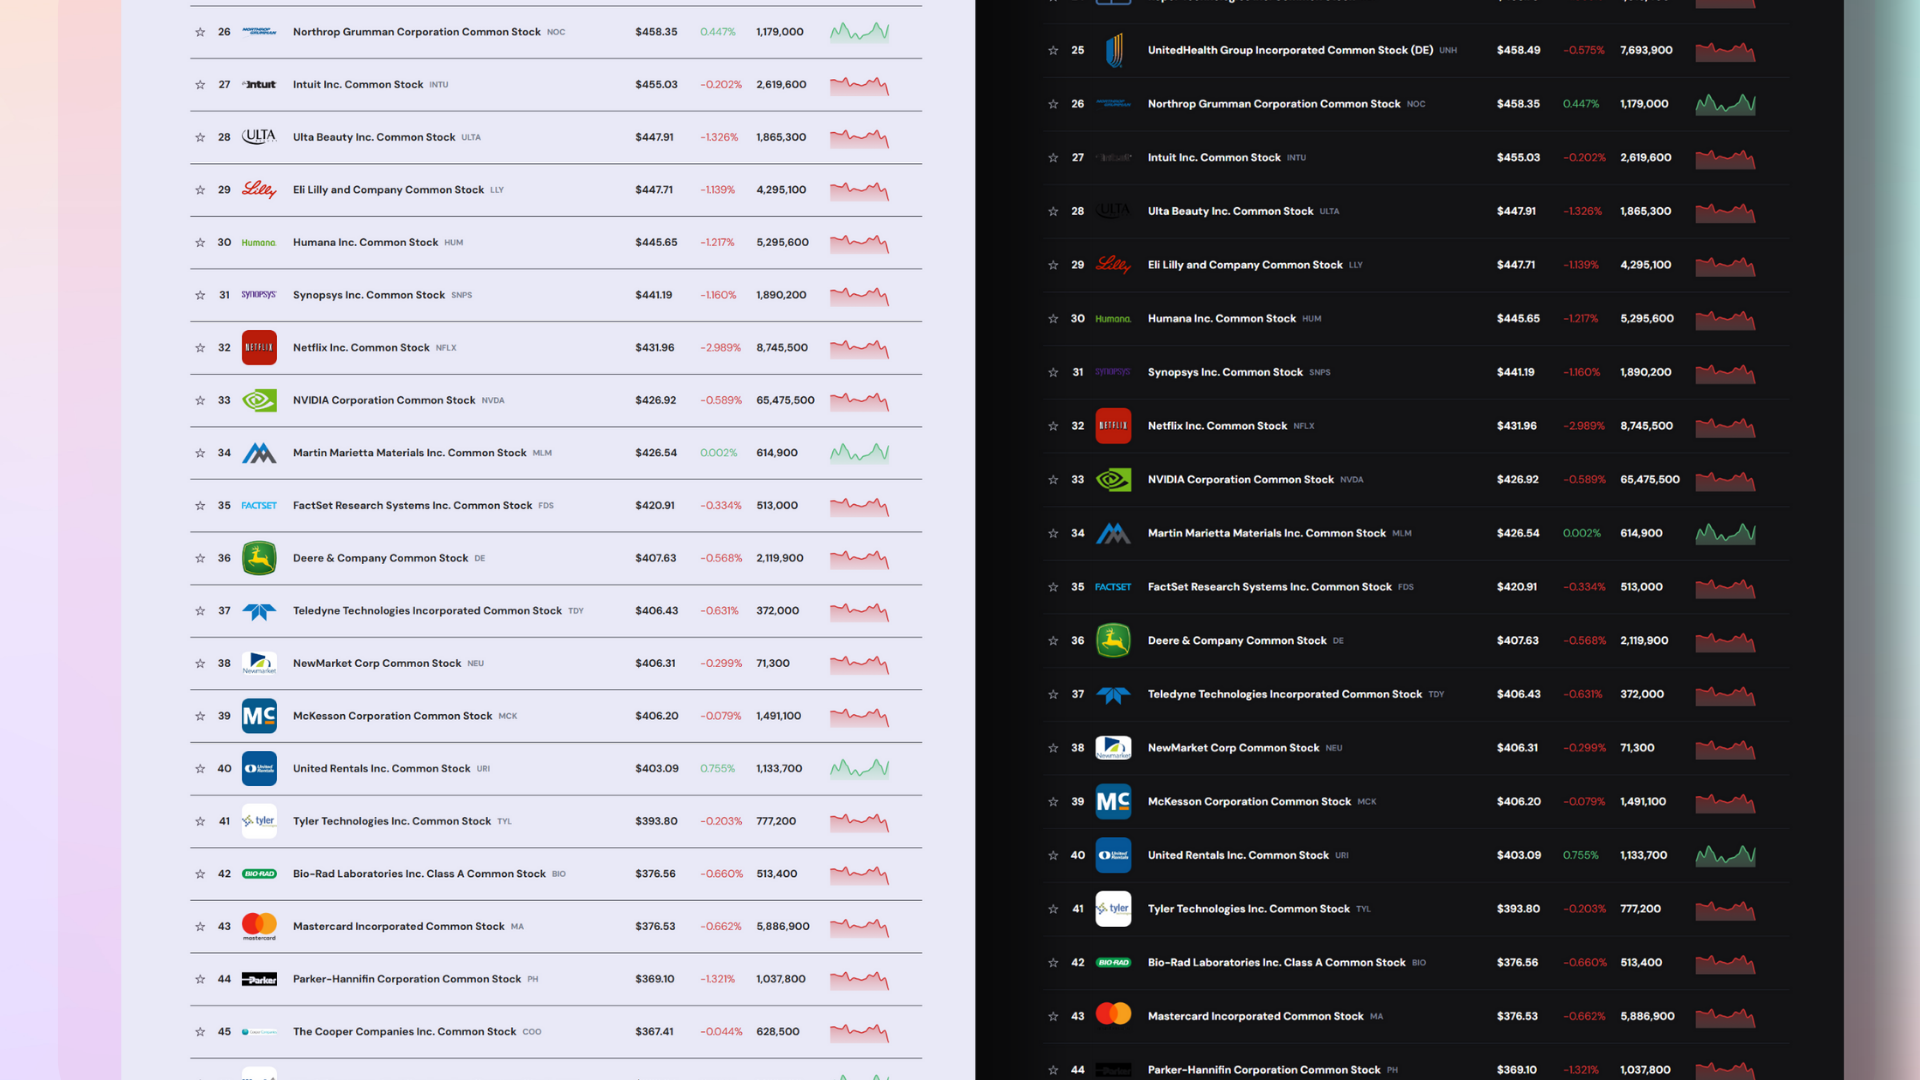 26 NORTHROP GRUMMAN Northrop Grumman Corporation Common Stock NOC $458.35 0.447% 1,179,000
27 intuit Intuit Inc. Common Stock INTU $455.03 -0.202% 2,619,600
28 ULTA Ulta Beauty Inc. Common Stock ULTA $447.91 -1.326% 1,865,300
29 Lilly Eli Lilly and Company Common Stock LLY $447.71 -1.139% 4,295,100
30 Humana Humana Inc. Common Stock HUM $445.65 -1.217% 5,295,600
31 SYNOPSYS Synopsys Inc. Common Stock SNPS $441.19 -1.160% 1,890,200
32 NETFLIX Netflix Inc. Common Stock NFLX $431.96 -2.989% 8,745,500
33 NVIDIA Corporation Common Stock NVDA $426.92 -0.589% 65,475,500
34 Martin Marietta Materials Inc. Common Stock MLM $426.54 0.002% 614,900
35 FACTSET FactSet Research Systems Inc. Common Stock FDS $420.91 -0.334% 513,000
36 Deere & Company Common Stock DE $407.63 -0.568% 2,119,900
37 Teledyne Technologies Incorporated Common Stock TDY $406.43 -0.631% 372,000
38 Newmarket NewMarket Corp Common Stock NEU $406.31 -0.299% 71,300
39 MC McKesson Corporation Common Stock MCK $406.20 -0.079% 1,491,100
40 United Rentals United Rentals Inc. Common Stock URI $403.09 0.755% 1,133,700
41 tyler Tyler Technologies Inc. Common Stock TYL $393.80 -0.203% 777,200
42 BIO-RAD Bio-Rad Laboratories Inc. Class A Common Stock BIO $376.56 -0.660% 513,400
43 mastercard Mastercard Incorporated Common Stock MA $376.53 -0.662% 5,886,900
44 Parker Parker-Hannifin Corporation Common Stock PH $369.10 -1.321% 1,037,800
45 The Cooper Companies Inc. Common Stock COO $367.41 -0.044% 628,500
25 UnitedHealth Group Incorporated Common Stock (DE) UNH $458.49 -0.575% 7,693,900
26 NORTHROP GRUMMAN Northrop Grumman Corporation Common Stock NOC $458.35 0.447% 1,179,000
27 intuit Intuit Inc. Common Stock INTU $455.03 -0.202% 2,619,600
28 ULTA Ulta Beauty Inc. Common Stock ULTA $447.91 -1.326% 1,865,300
29 Lilly Eli Lilly and Company Common Stock LLY $447.71 -1.139% 4,295,100
30 Humana Humana Inc. Common Stock HUM $445.65 -1.217% 5,295,600
31 SYNOPSYS Synopsys Inc. Common Stock SNPS $441.19 -1.160% 1,890,200
32 NETFLIX Netflix Inc. Common Stock NFLX $431.96 -2.989% 8,745,500
33 NVIDIA Corporation Common Stock NVDA $426.92 -0.589% 65,475,500
34 Martin Marietta Materials Inc. Common Stock MLM $426.54 0.002% 614,900
35 FACTSET FactSet Research Systems Inc. Common Stock FDS $420.91 -0.334% 513,000
36 Deere & Company Common Stock DE $407.63 -0.568% 2,119,900
37 Teledyne Technologies Incorporated Common Stock TDY $406.43 -0.631% 372,000
38 Newmarket NewMarket Corp Common Stock NEU $406.31 -0.299% 71,300
39 MC McKesson Corporation Common Stock MCK $406.20 -0.079% 1,491,100
40 United Rentals United Rentals Inc. Common Stock URI $403.09 0.755% 1,133,700
41 tyler Tyler Technologies Inc. Common Stock TYL $393.80 -0.203% 777,200
42 BIO-RAD Bio-Rad Laboratories Inc. Class A Common Stock BIO $376.56 -0.660% 513,400
43 Mastercard Incorporated Common Stock MA $376.53 -0.662% 5,886,900
44 Parker Parker-Hannifin Corporation Common Stock PH $369.10 -1.321% 1,037,800